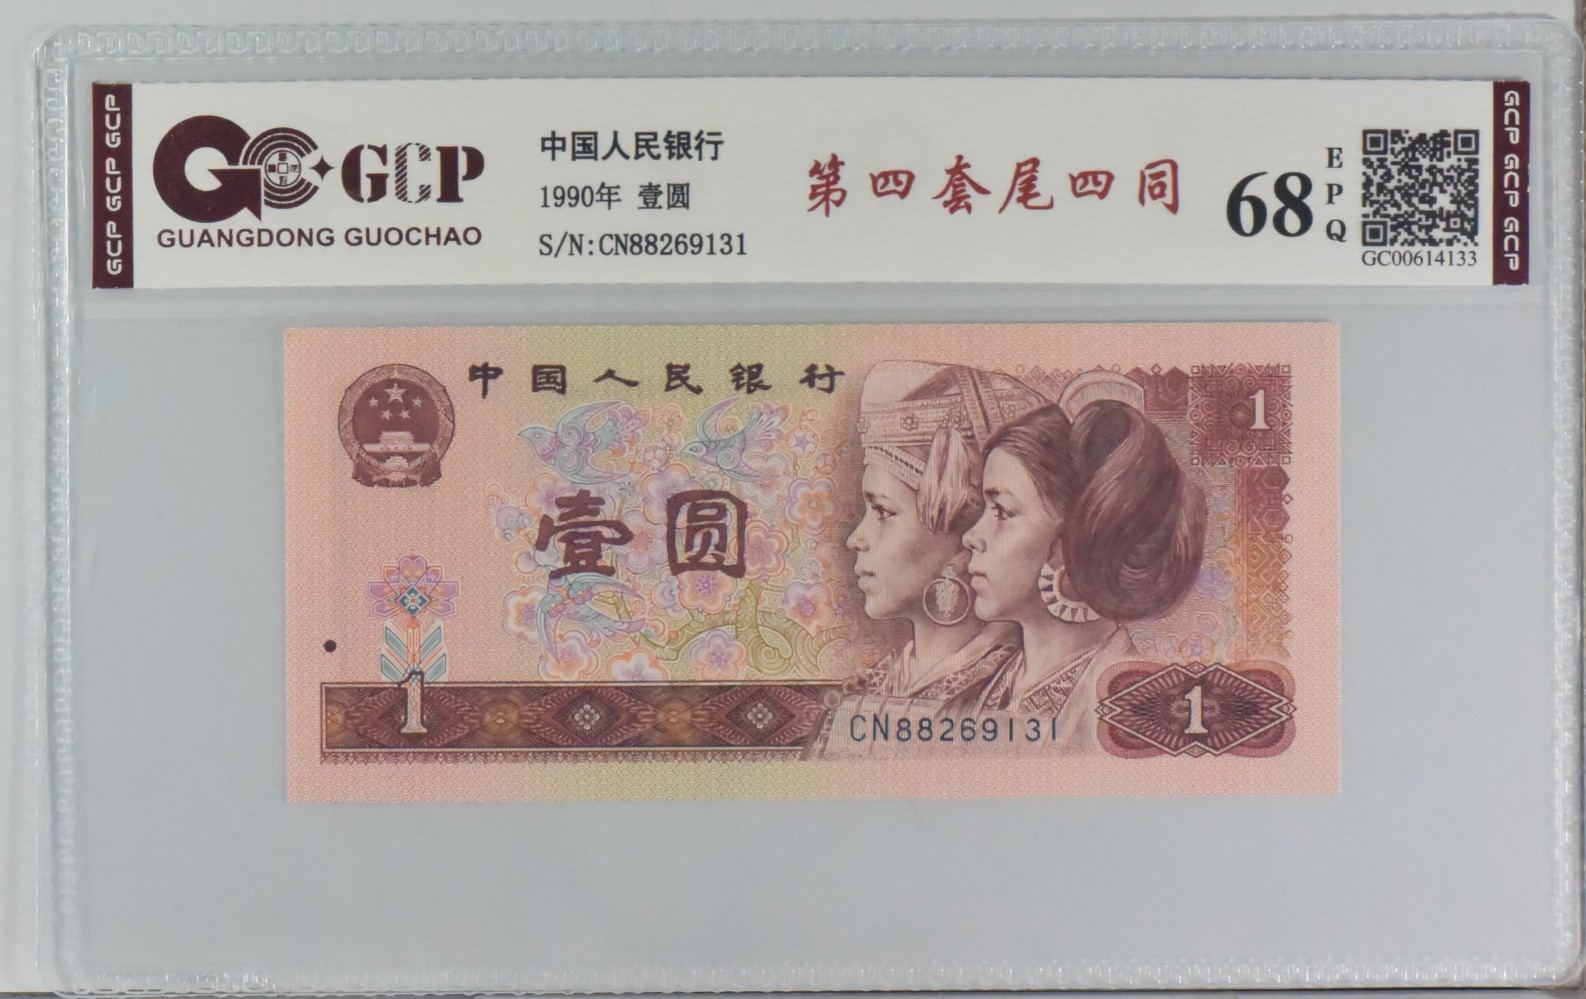 GCP GCP GCP
GCP
GUANGDONG GUOCHAO
中国人民银行
1990年 壹圆
S/N:CN88269131
第四套尾四同
68
EPQ
GC00614133
GCP GCP GCP
中国人民银行
1
壹圆
1
CN88269131
1